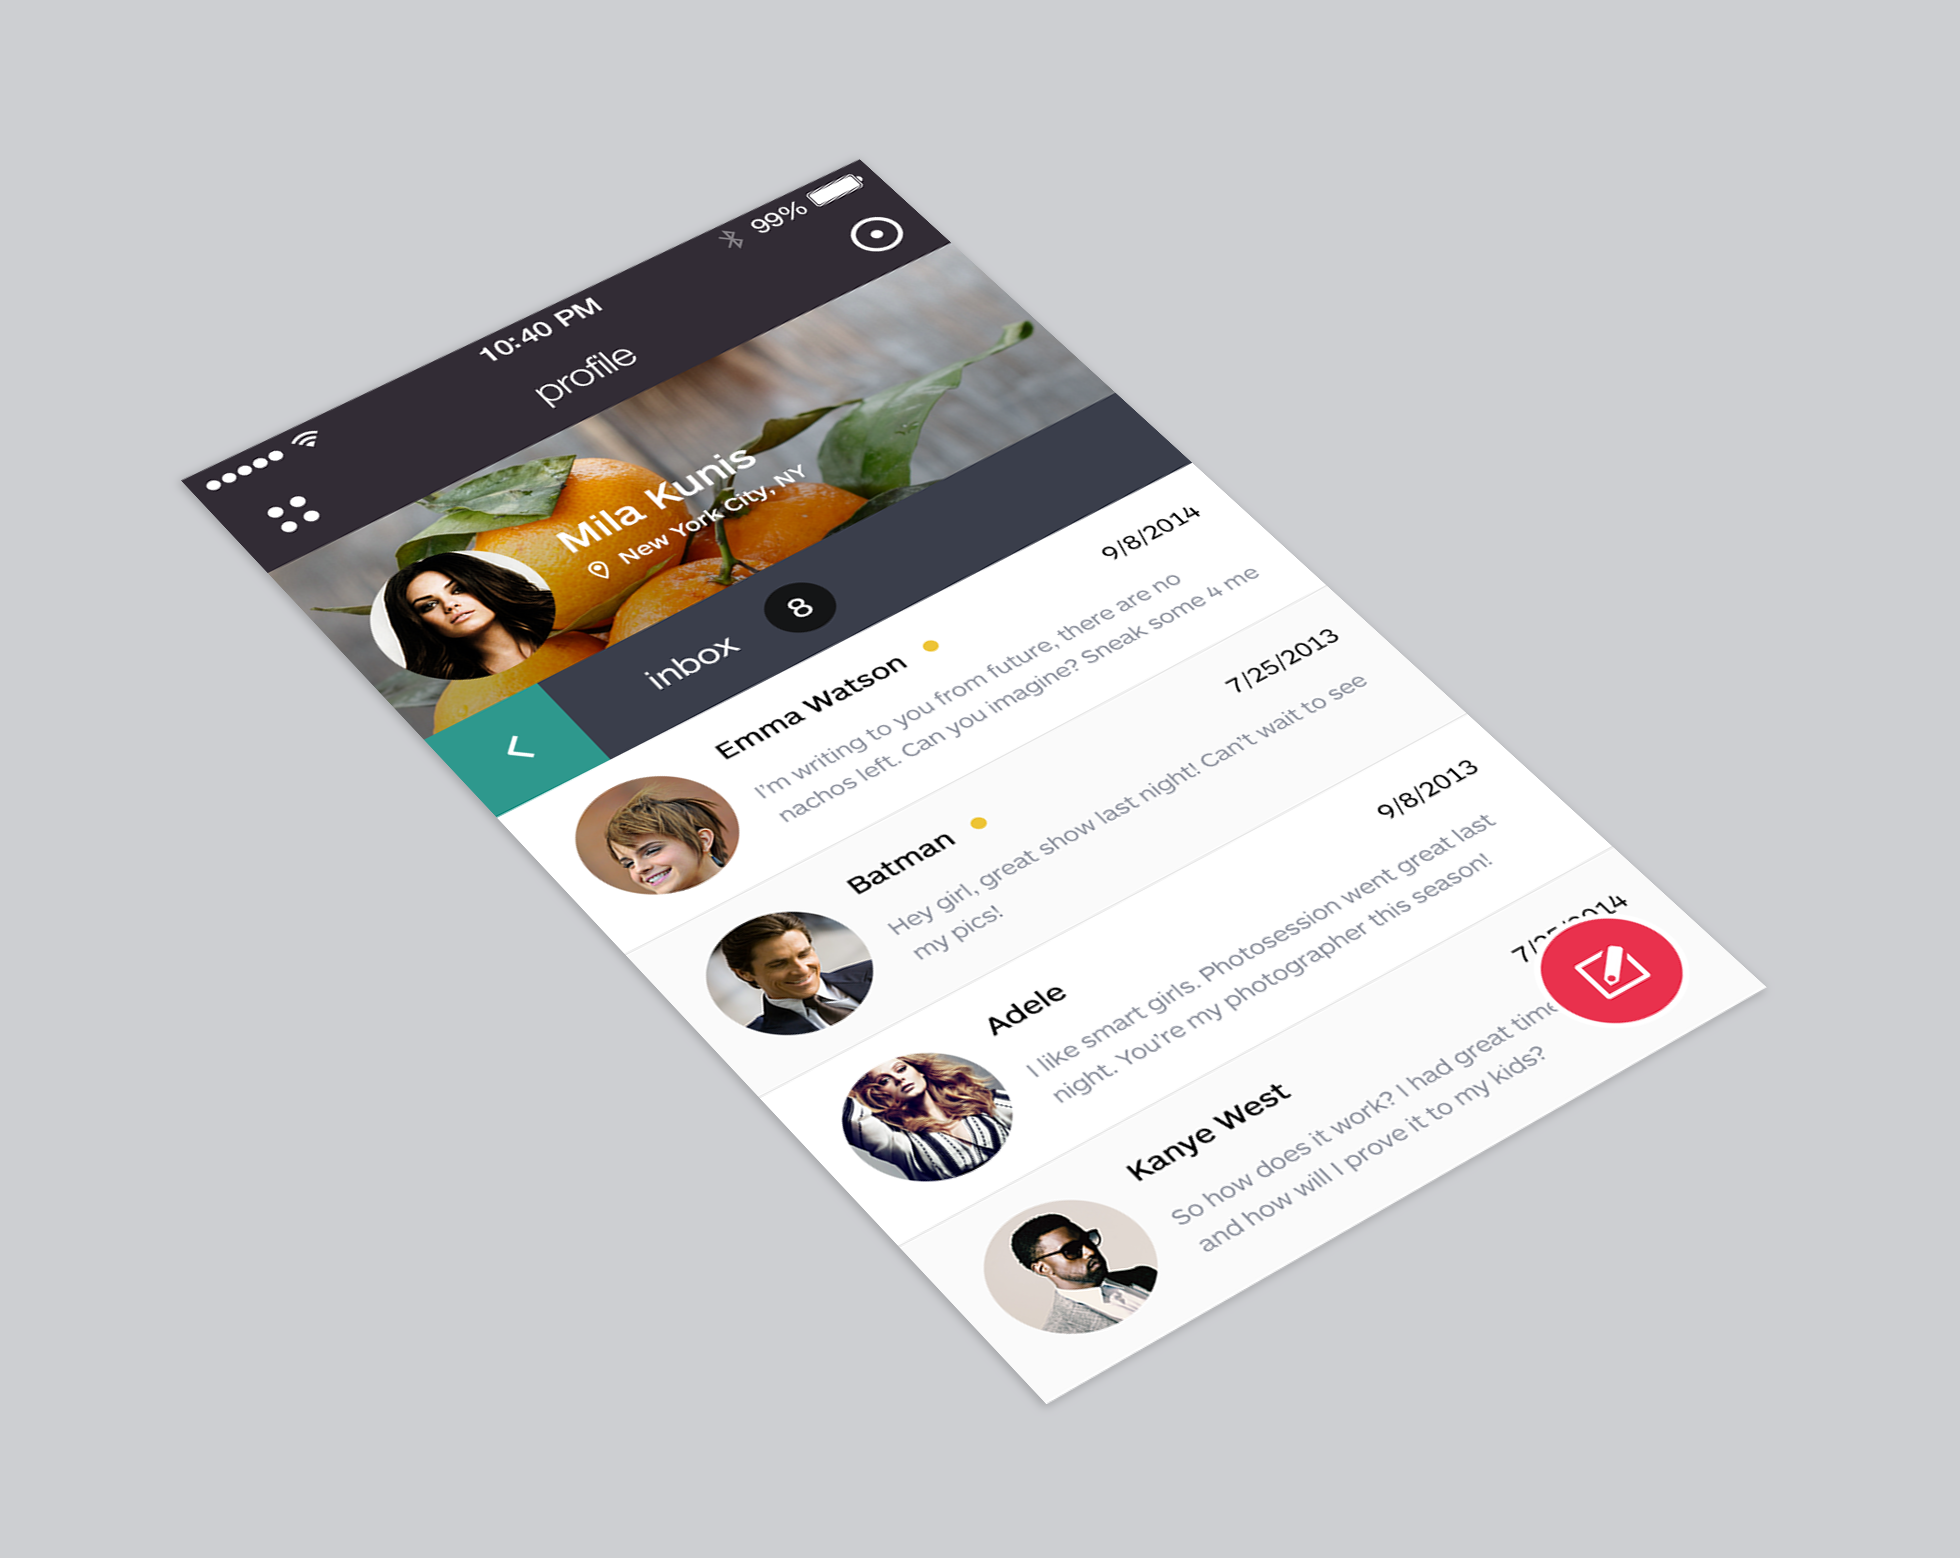 10:40 PM
99%
profile
Mila Kunis
New York City, NY
inbox
8
Emma Watson
9/8/2014
I'm writing to you from future, there are no
nachos left. Can you imagine? Sneak some 4 me
Batman
7/25/2013
Hey girl, great show last night! Can't wait to see
my pics!
Adele
9/8/2013
I like smart girls. Photosession went great last
night. You're my photographer this season!
Kanye West
So how does it work? I had great time
and how will I prove it to my kids?